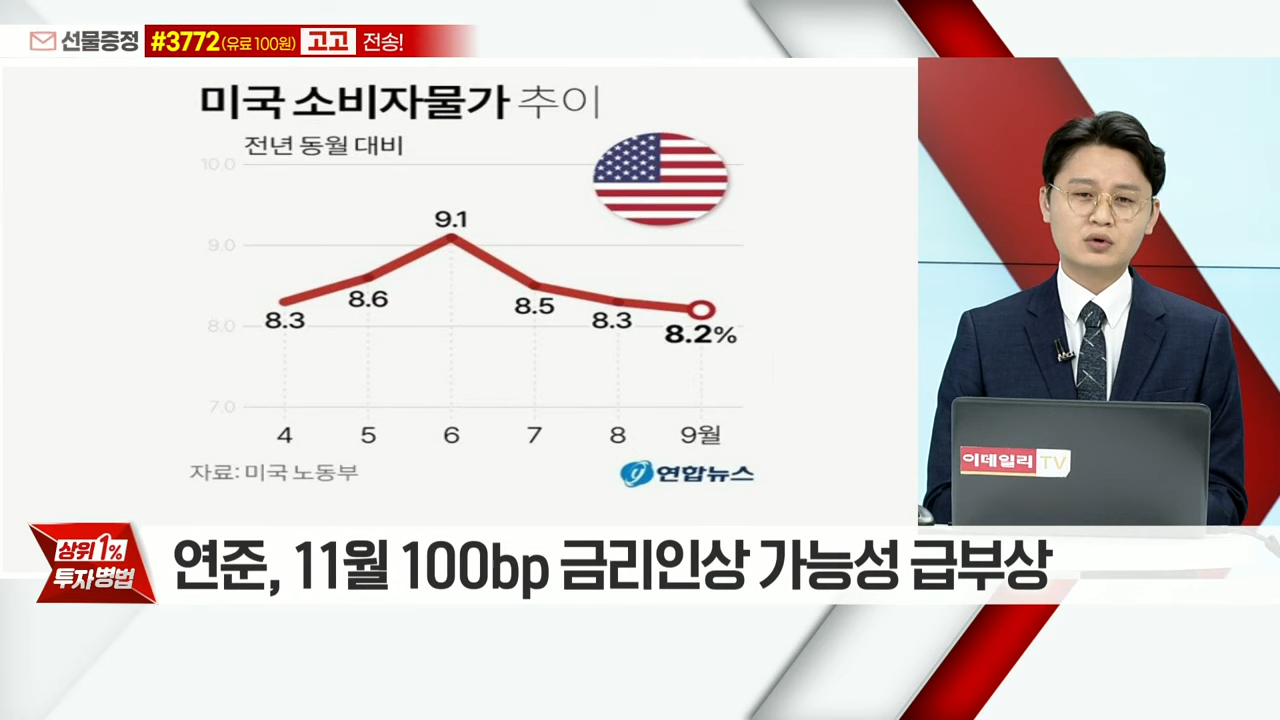 선물증정 #3772(유료 100원) 고고 전송!
미국 소비자물가 추이
전년 동월 대비
10.0
9.0
8.0
7.0
8.3
8.6
9.1
8.5
8.3
8.2%
4 5 6 7 8 9월
자료: 미국 노동부
y 연합뉴스
이데일리 TV
상위 1%
투자병법
연준, 11월 100bp 금리인상 가능성 급부상